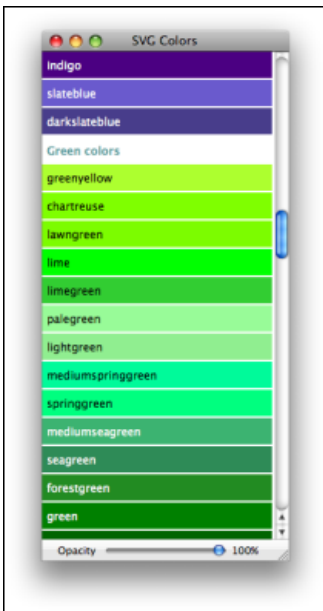 SVG Colors
indigo
slateblue
darkslateblue
Green colors
greenyellow
chartreuse
lawngreen
lime
limegreen
palegreen
lightgreen
mediumspringgreen
springgreen
mediumseagreen
seagreen
forestgreen
green
Opacity 100%